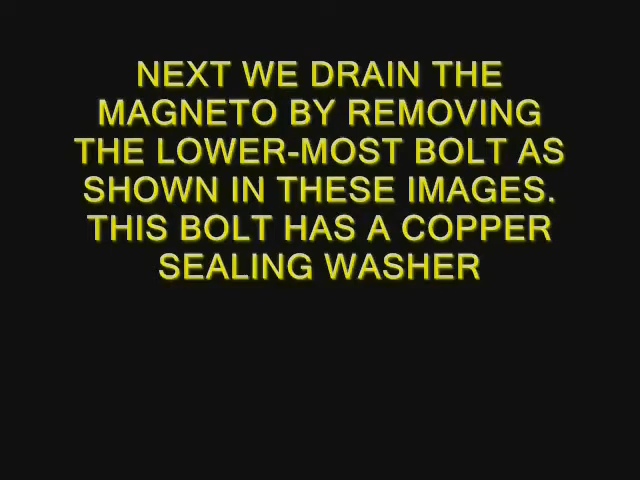 NEXT WE DRAIN THE
MAGNETO BY REMOVING
THE LOWER-MOST BOLT AS
SHOWN IN THESE IMAGES.
THIS BOLT HAS A COPPER
SEALING WASHER